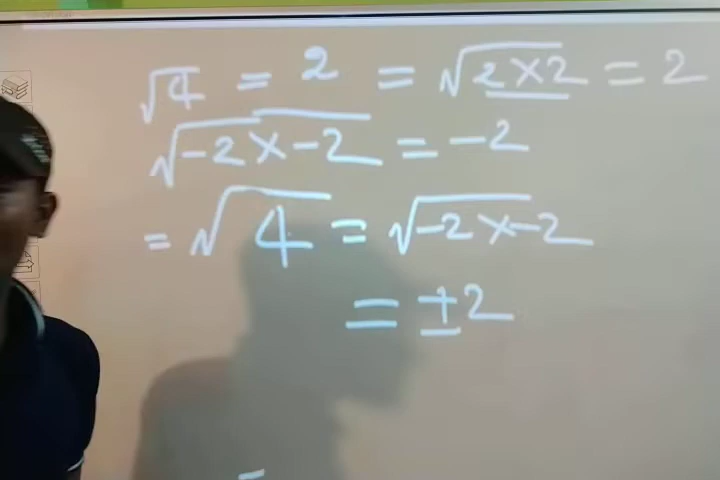 √4 = 2 = √2×2 = 2
√-2×-2 = -2
= √4 = √-2×-2
= ±2